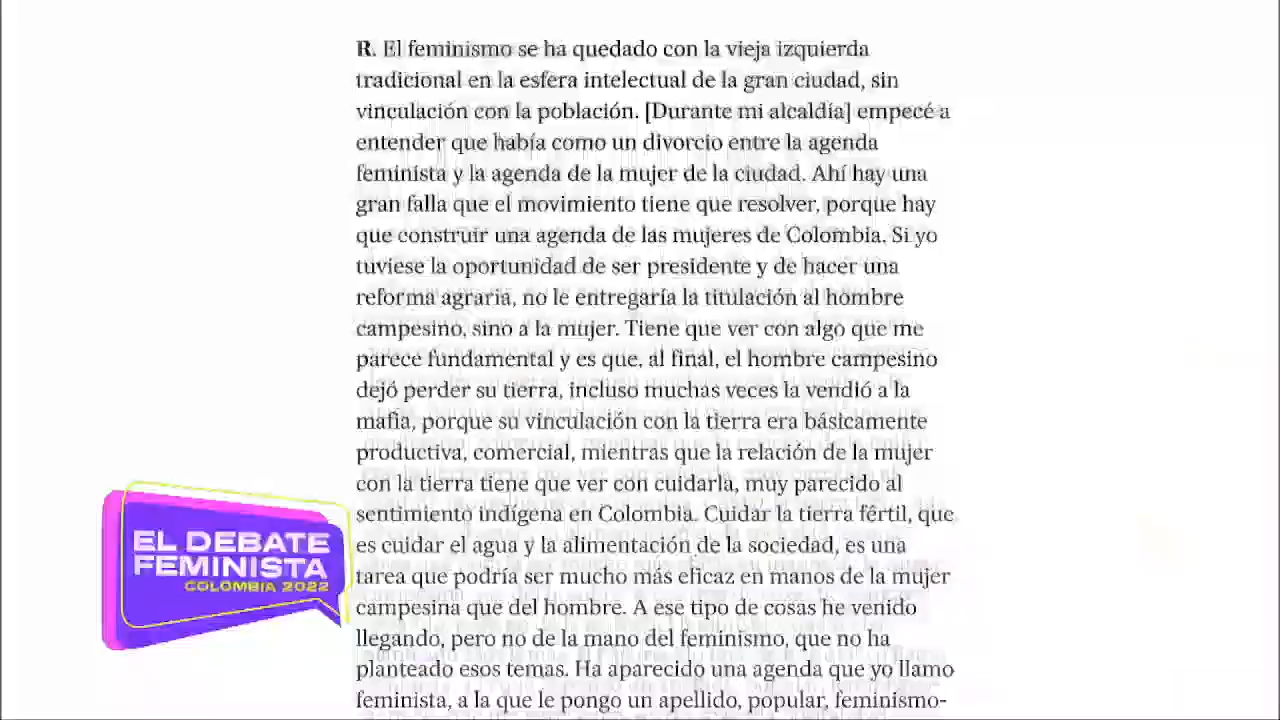 R. El feminismo se ha quedado con la vieja izquierda
tradicional en la esfera intelectual de la gran ciudad, sin
vinculación con la población. [Durante mi alcaldía] empecé a
entender que había como un divorcio entre la agenda
feminista y la agenda de la mujer de la ciudad. Ahí hay una
gran falla que el movimiento tiene que resolver, porque hay
que construir una agenda de las mujeres de Colombia. Si yo
tuviese la oportunidad de ser presidente y de hacer una
reforma agraria, no le entregaría la titulación al hombre
campesino, sino a la mujer. Tiene que ver con algo que me
parece fundamental y es que, al final, el hombre campesino
dejó perder su tierra, incluso muchas veces la vendió a la
mafia, porque su vinculación con la tierra era básicamente
productiva, comercial, mientras que la relación de la mujer
con la tierra tiene que ver con cuidarla, muy parecido al
sentimiento indígena en Colombia. Cuidar la tierra fértil, que
es cuidar el agua y la alimentación de la sociedad, es una
tarea que podría ser mucho más eficaz en manos de la mujer
campesina que del hombre. A ese tipo de cosas he venido
llegando, pero no de la mano del feminismo, que no ha
planteado esos temas. Ha aparecido una agenda que yo llamo
feminista, a la que le pongo un apellido, popular, feminismo-
EL DEBATE
FEMINISTA
COLOMBIA 2022